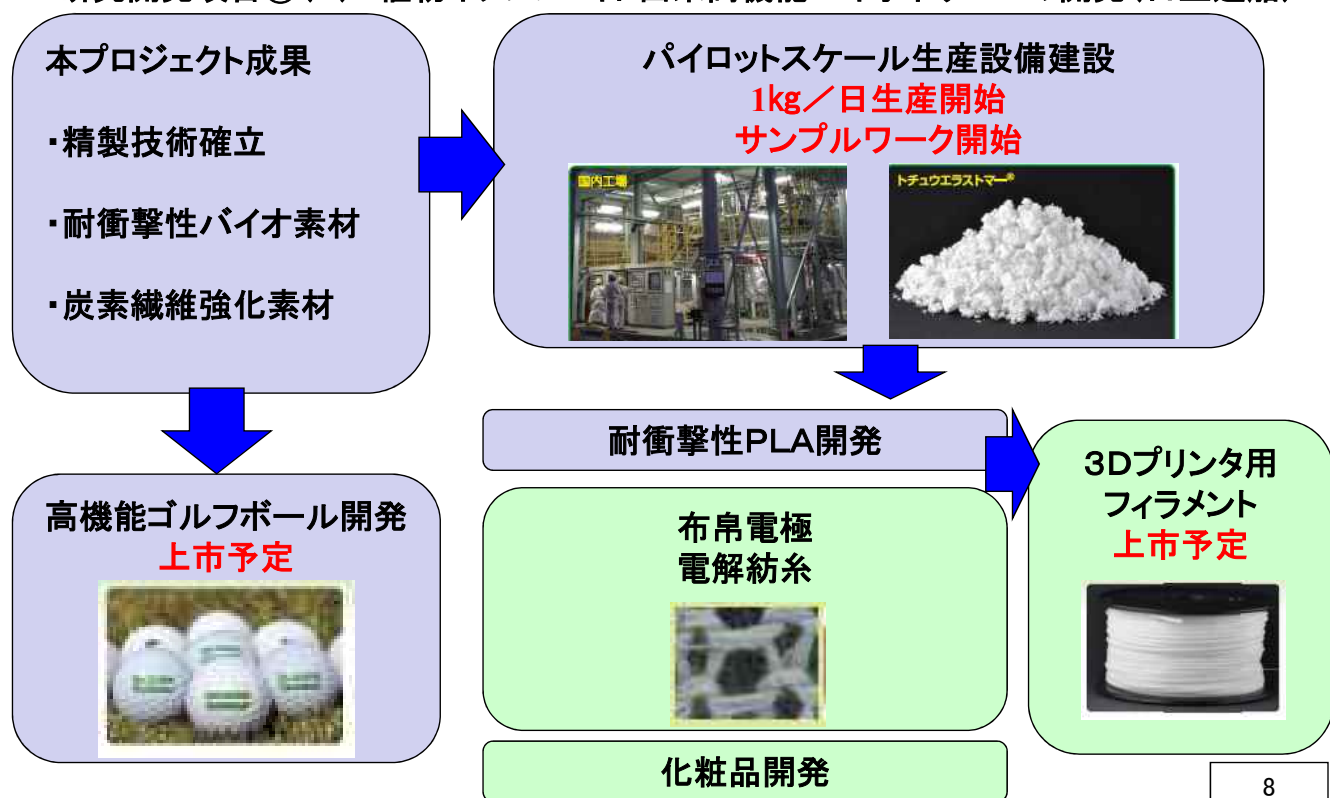 本プロジェクト成果
・精製技術確立
・耐衝撃性バイオ素材
・炭素繊維強化素材
パイロットスケール生産設備建設
1kg／日生産開始
サンプルワーク開始
国内工場
トチュウエラストマー®
耐衝撃性PLA開発
高機能ゴルフボール開発
上市予定
布帛電極
電解紡糸
3Dプリンタ用
フィラメント
上市予定
化粧品開発
8